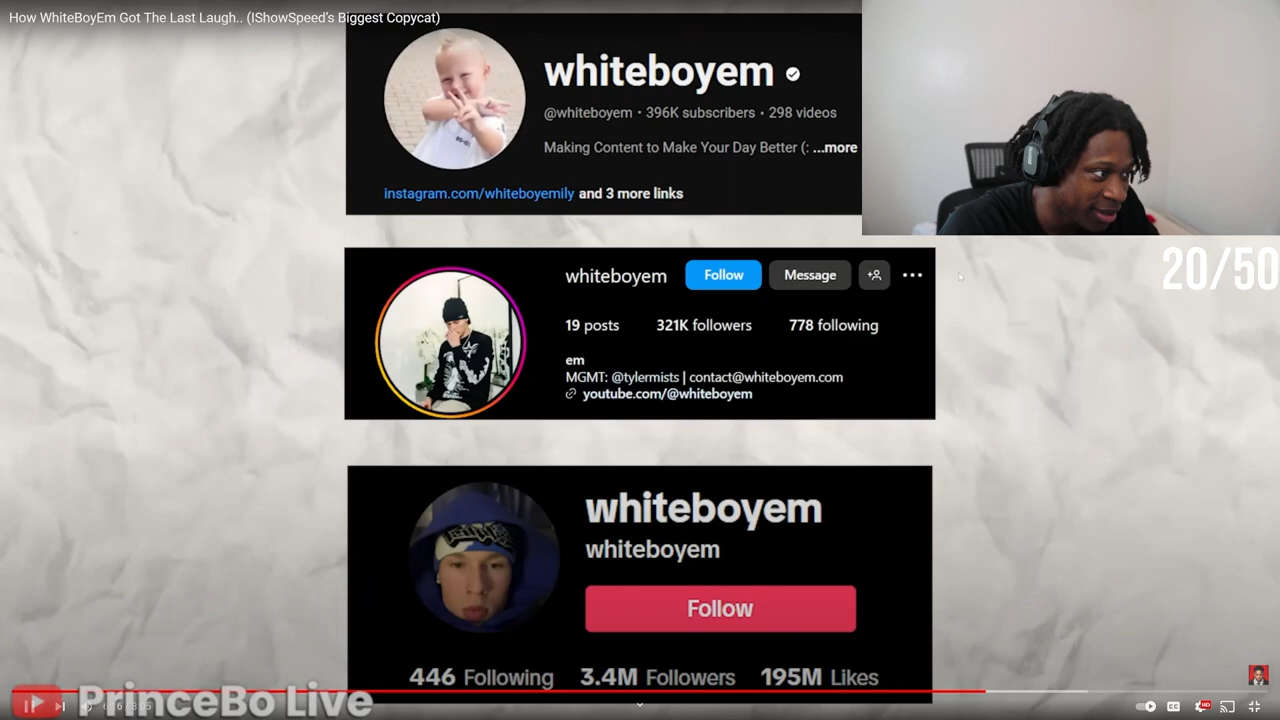 How WhiteBoyEm Got The Last Laugh.. (IShowSpeed's Biggest Copycat)
whiteboyem
@whiteboyem • 396K subscribers • 298 videos
Making Content to Make Your Day Better (: ...more
instagram.com/whiteboyemily and 3 more links
20/50
whiteboyem Follow Message
19 posts 321K followers 778 following
em
MGMT: @tylermists | contact@whiteboyem.com
youtube.com/@whiteboyem
whiteboyem
whiteboyem
Follow
446 Following 3.4M Followers 195M Likes
PrinceBo Live
CC HD